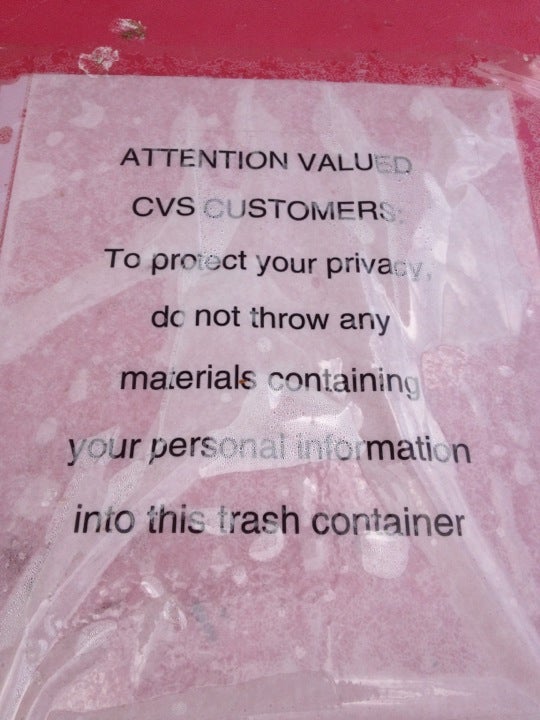 ATTENTION VALUED
CVS CUSTOMERS:
To protect your privacy,
do not throw any
materials containing
your personal information
into this trash container